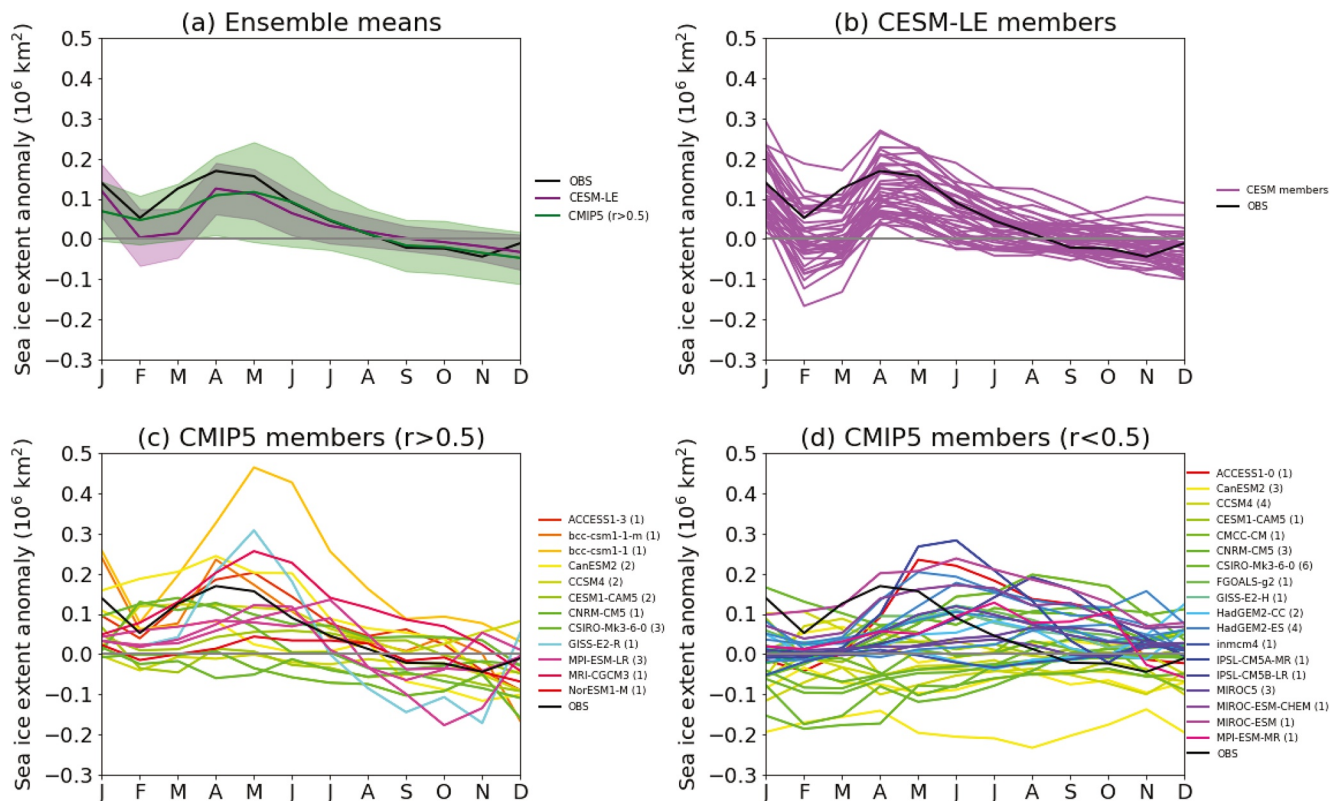 (a) Ensemble means
Sea ice extent anomaly (10⁶ km²)
0.5
0.4
0.3
0.2
0.1
0.0
−0.1
−0.2
−0.3
J F M A M J J A S O N D
OBS
CESM-LE
CMIP5 (r>0.5)
(b) CESM-LE members
Sea ice extent anomaly (10⁶ km²)
0.5
0.4
0.3
0.2
0.1
0.0
−0.1
−0.2
−0.3
J F M A M J J A S O N D
CESM members
OBS
(c) CMIP5 members (r>0.5)
Sea ice extent anomaly (10⁶ km²)
0.5
0.4
0.3
0.2
0.1
0.0
−0.1
−0.2
−0.3
J F M A M J J A S O N D
ACCESS1-3 (1)
bcc-csm1-1-m (1)
bcc-csm1-1 (1)
CanESM2 (2)
CCSM4 (2)
CESM1-CAM5 (2)
CNRM-CM5 (1)
CSIRO-Mk3-6-0 (3)
GISS-E2-R (1)
MPI-ESM-LR (3)
MRI-CGCM3 (1)
NorESM1-M (1)
OBS
(d) CMIP5 members (r<0.5)
Sea ice extent anomaly (10⁶ km²)
0.5
0.4
0.3
0.2
0.1
0.0
−0.1
−0.2
−0.3
J F M A M J J A S O N D
ACCESS1-0 (1)
CanESM2 (3)
CCSM4 (4)
CESM1-CAM5 (1)
CMCC-CM (1)
CNRM-CM5 (3)
CSIRO-Mk3-6-0 (6)
FGOALS-g2 (1)
GISS-E2-H (1)
HadGEM2-CC (2)
HadGEM2-ES (4)
inmcm4 (1)
IPSL-CM5A-MR (1)
IPSL-CM5B-LR (1)
MIROC5 (3)
MIROC-ESM-CHEM (1)
MIROC-ESM (1)
MPI-ESM-MR (1)
OBS